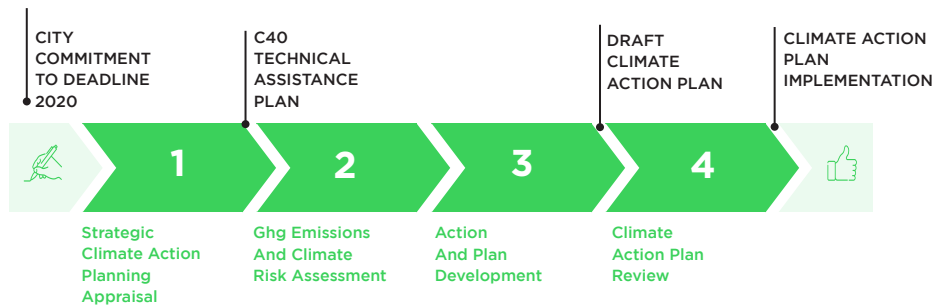 CITY
COMMITMENT
TO DEADLINE
2020
C40
TECHNICAL
ASSISTANCE
PLAN
DRAFT
CLIMATE
ACTION PLAN
CLIMATE ACTION
PLAN
IMPLEMENTATION
1
2
3
4
Strategic
Climate Action
Planning
Appraisal
Ghg Emissions
And Climate
Risk Assessment
Action
And Plan
Development
Climate
Action Plan
Review